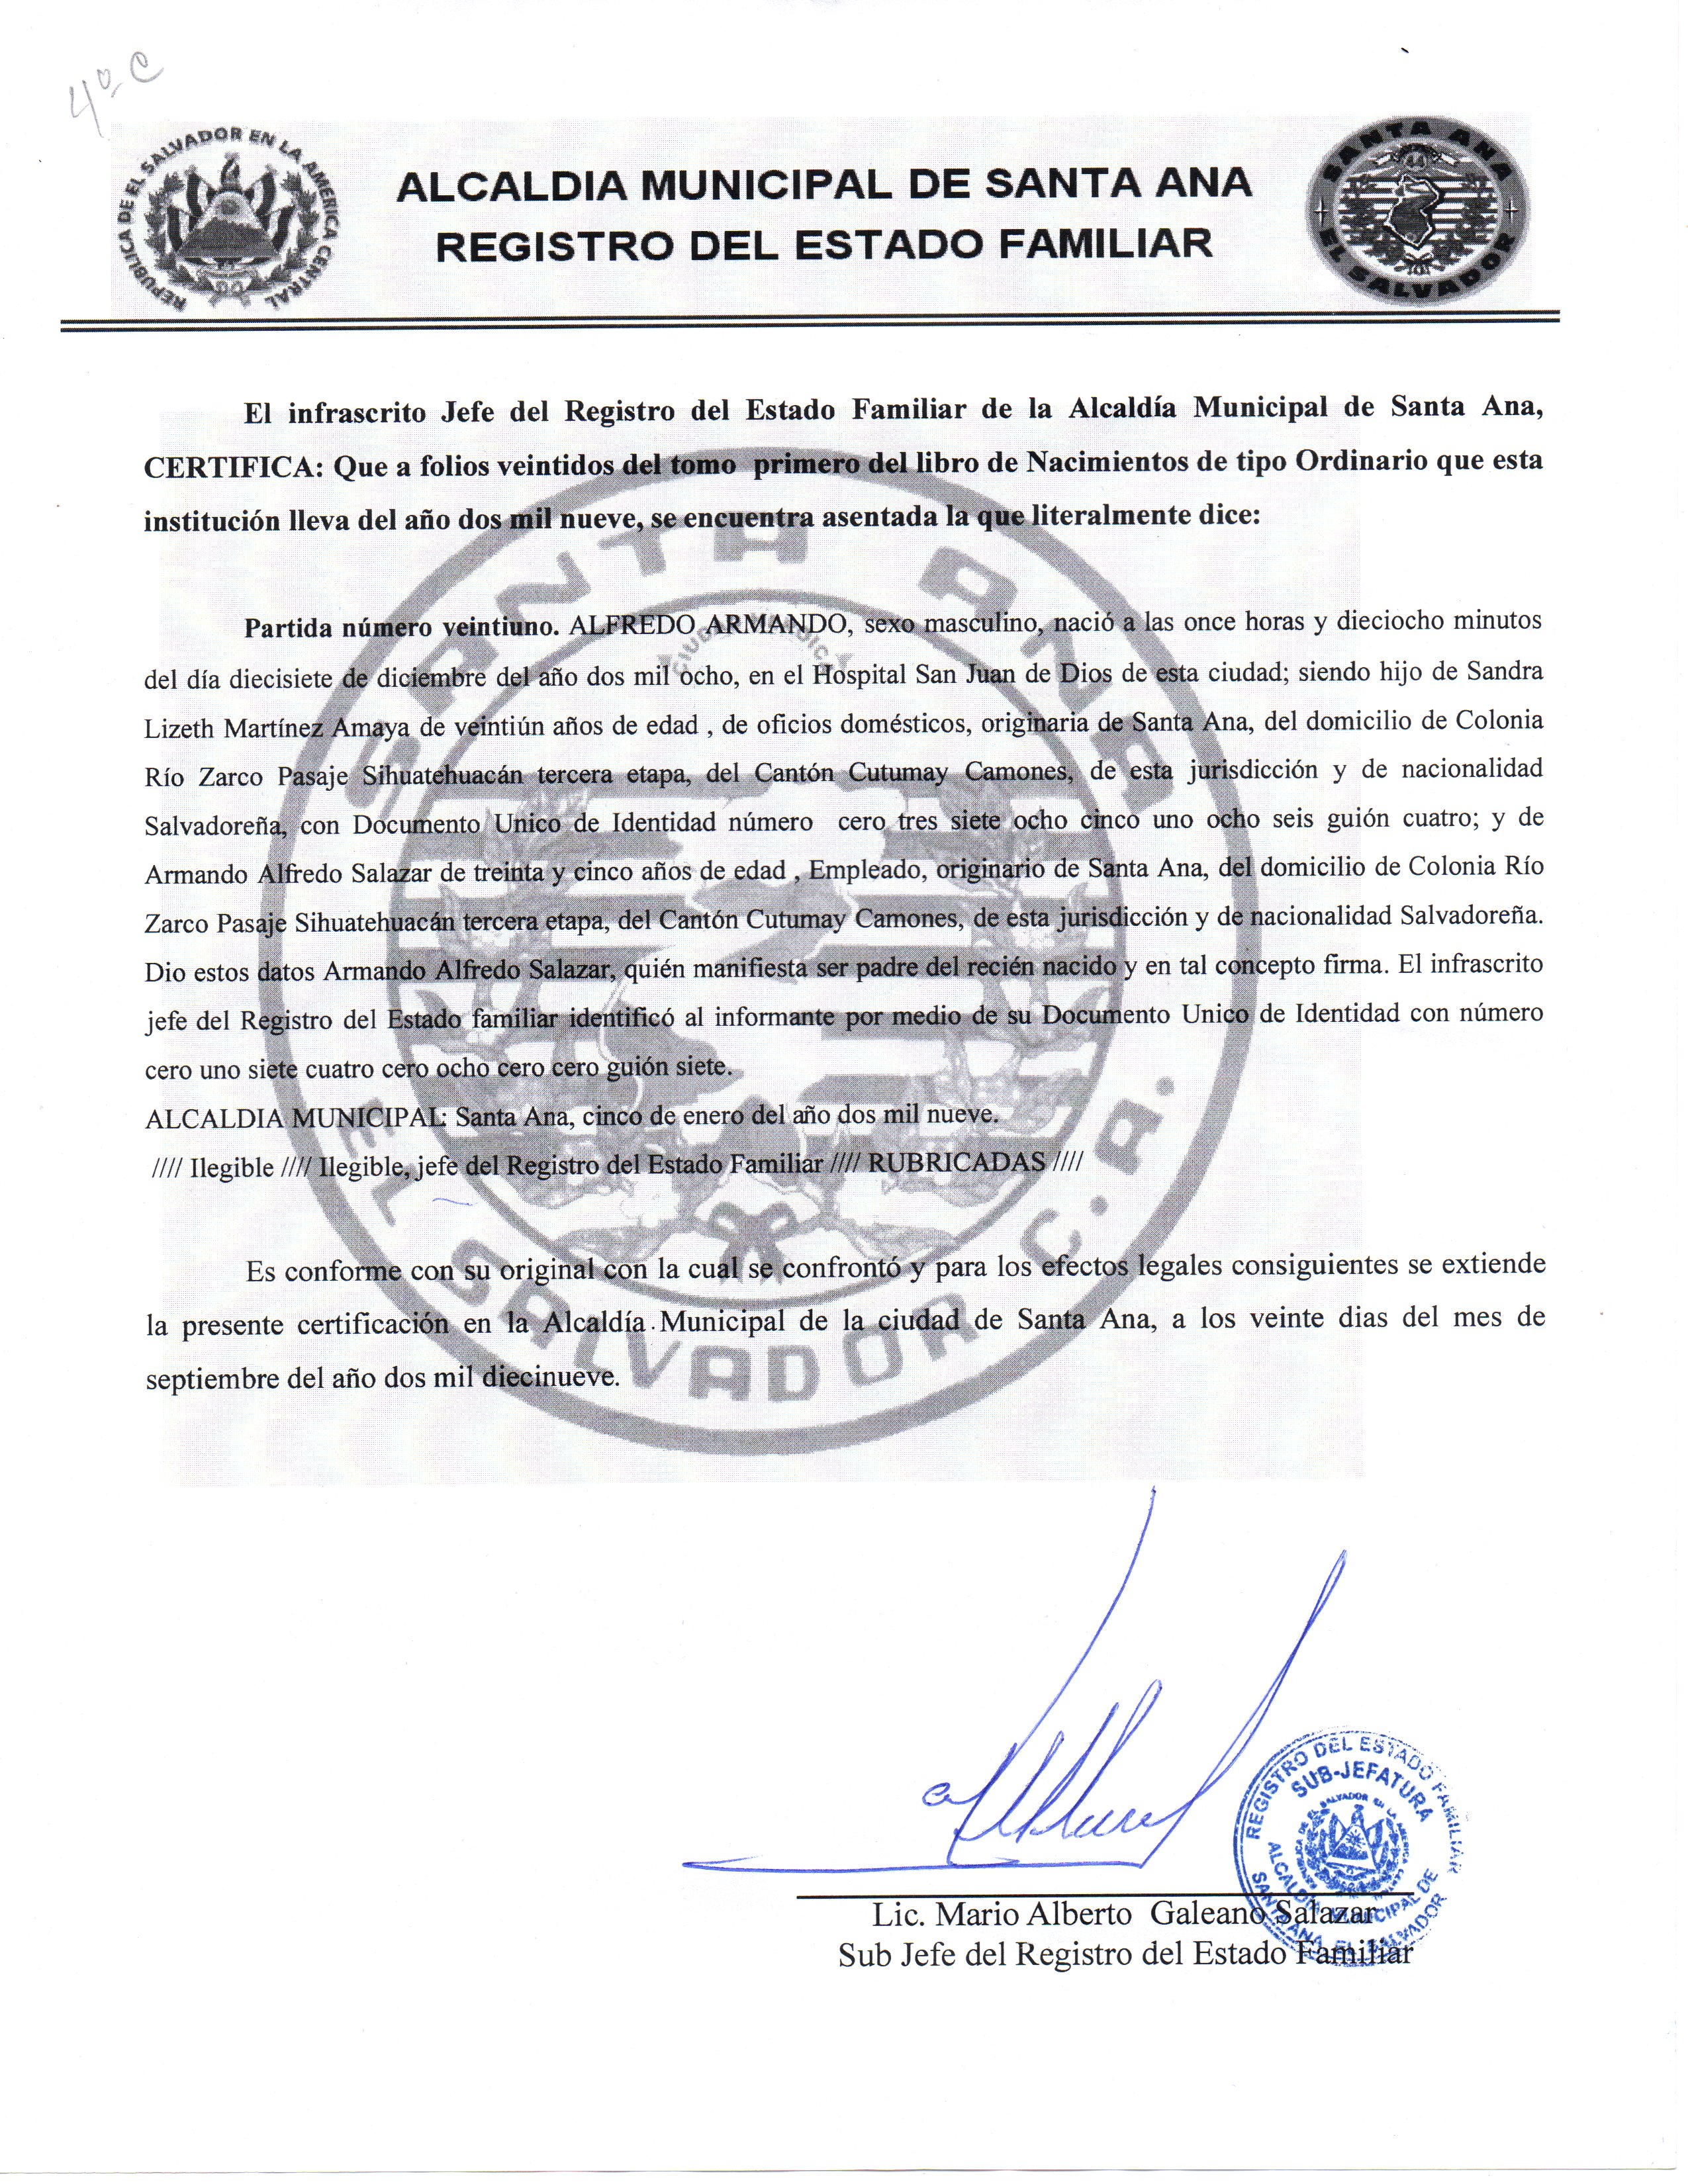 4º C
REPUBLICA DE EL SALVADOR EN LA AMERICA CENTRAL
ALCALDIA MUNICIPAL DE SANTA ANA
REGISTRO DEL ESTADO FAMILIAR
SANTA ANA
EL SALVADOR
El infrascrito Jefe del Registro del Estado Familiar de la Alcaldía Municipal de Santa Ana,
CERTIFICA: Que a folios veintidos del tomo primero del libro de Nacimientos de tipo Ordinario que esta
institución lleva del año dos mil nueve, se encuentra asentada la que literalmente dice:
Partida número veintiuno. ALFREDO ARMANDO, sexo masculino, nació a las once horas y dieciocho minutos
del día diecisiete de diciembre del año dos mil ocho, en el Hospital San Juan de Dios de esta ciudad; siendo hijo de Sandra
Lizeth Martínez Amaya de veintiún años de edad , de oficios domésticos, originaria de Santa Ana, del domicilio de Colonia
Río Zarco Pasaje Sihuatehuacán tercera etapa, del Cantón Cutumay Camones, de esta jurisdicción y de nacionalidad
Salvadoreña, con Documento Unico de Identidad número cero tres siete ocho cinco uno ocho seis guión cuatro; y de
Armando Alfredo Salazar de treinta y cinco años de edad , Empleado, originario de Santa Ana, del domicilio de Colonia Río
Zarco Pasaje Sihuatehuacán tercera etapa, del Cantón Cutumay Camones, de esta jurisdicción y de nacionalidad Salvadoreña.
Dio estos datos Armando Alfredo Salazar, quién manifiesta ser padre del recién nacido y en tal concepto firma. El infrascrito
jefe del Registro del Estado familiar identificó al informante por medio de su Documento Unico de Identidad con número
cero uno siete cuatro cero ocho cero cero guión siete.
ALCALDIA MUNICIPAL: Santa Ana, cinco de enero del año dos mil nueve.
//// Ilegible //// Ilegible, jefe del Registro del Estado Familiar //// RUBRICADAS ////
Es conforme con su original con la cual se confrontó y para los efectos legales consiguientes se extiende
la presente certificación en la Alcaldía Municipal de la ciudad de Santa Ana, a los veinte dias del mes de
septiembre del año dos mil diecinueve.
SANTA ANA
EL SALVADOR C.A.
REGISTRO DEL ESTADO FAMILIAR
SUB-JEFATURA
ALCALDIA MUNICIPAL DE
SANTA ANA, EL SALVADOR
Lic. Mario Alberto Galeano Salazar
Sub Jefe del Registro del Estado Familiar